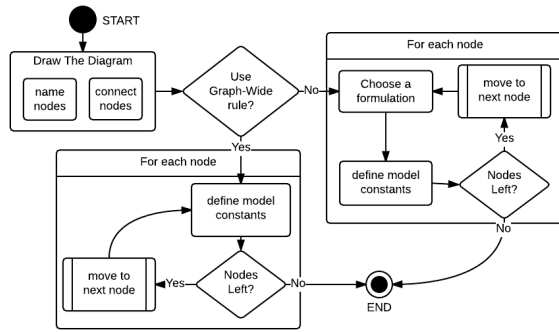 START
Draw The Diagram
name
nodes
connect
nodes
Use
Graph-Wide
rule?
No
Yes
For each node
Choose a
formulation
move to
next node
Yes
define model
constants
Nodes
Left?
No
For each node
define model
constants
move to
next node
Yes
Nodes
Left?
No
END